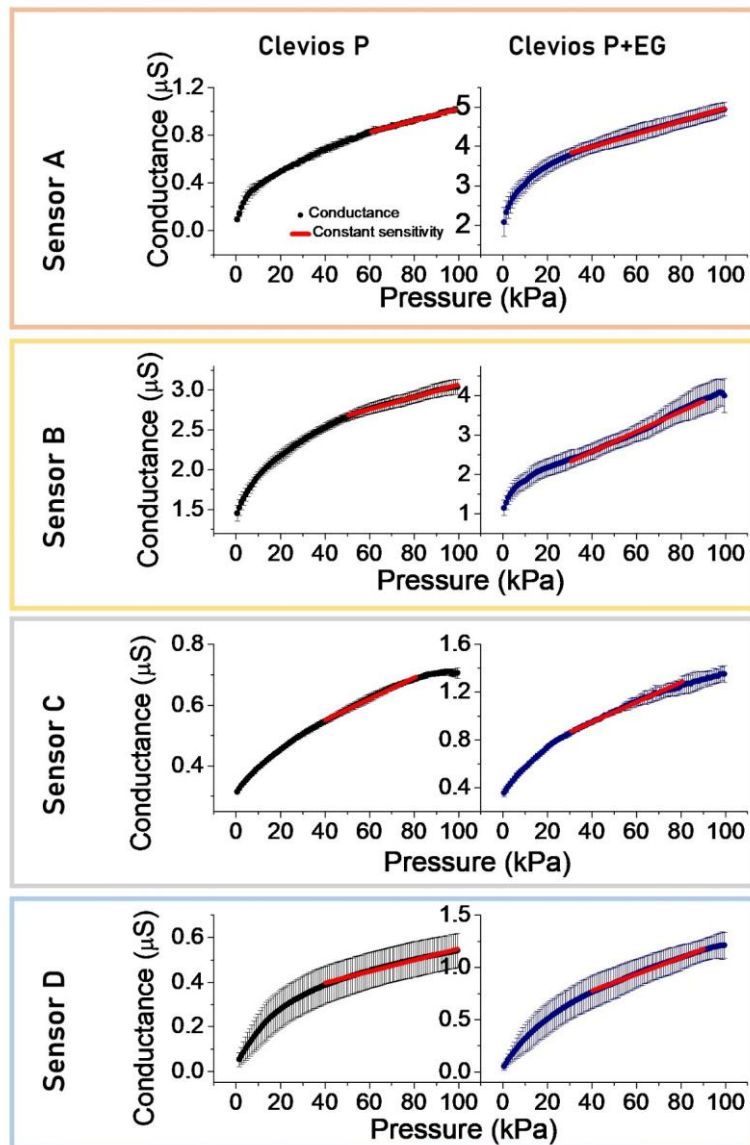 Clevios P
Clevios P+EG
Sensor A
Conductance (µS)
1.2
0.8
0.4
0.0
5
4
3
2
Conductance
Constant sensitivity
0 20 40 60 80 100
0 20 40 60 80 100
Pressure (kPa)
Sensor B
Conductance (µS)
3.0
2.5
2.0
1.5
4
3
2
1
0 20 40 60 80 100
0 20 40 60 80 100
Pressure (kPa)
Sensor C
Conductance (µS)
0.8
0.6
0.4
1.6
1.2
0.8
0.4
0 20 40 60 80 100
0 20 40 60 80 100
Pressure (kPa)
Sensor D
Conductance (µS)
0.6
0.4
0.2
0.0
1.5
1.0
0.5
0.0
0 20 40 60 80 100
0 20 40 60 80 100
Pressure (kPa)